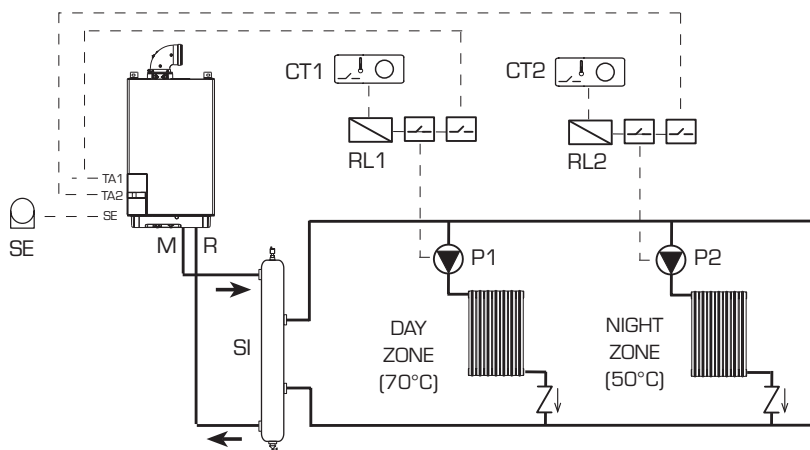 CT1
CT2
RL1
RL2
TA1
TA2
SE
SE
M
R
P1
P2
SI
DAY
ZONE
(70°C)
NIGHT
ZONE
(50°C)